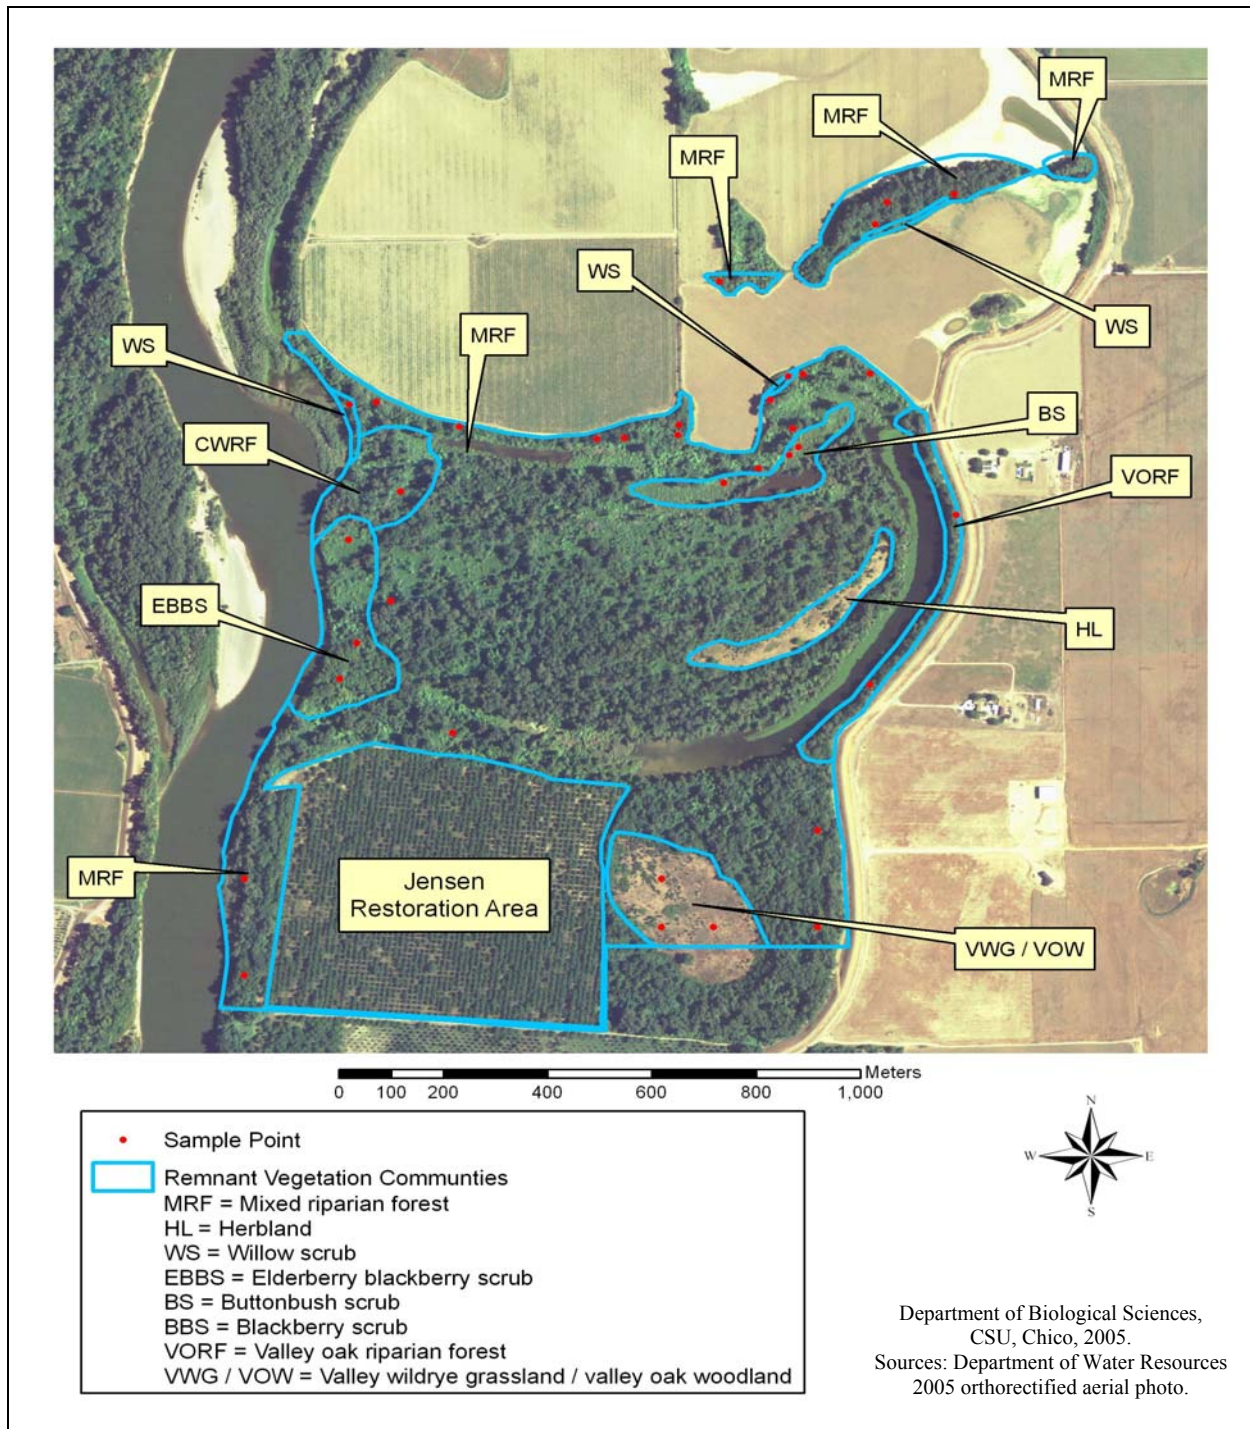 MRF
MRF
MRF
WS
WS
MRF
WS
BS
CWRF
VORF
EBBS
HL
MRF
Jensen
Restoration Area
VWG / VOW
Meters
0 100 200 400 600 800 1,000
Sample Point
Remnant Vegetation Communties
MRF = Mixed riparian forest
HL = Herbland
WS = Willow scrub
EBBS = Elderberry blackberry scrub
BS = Buttonbush scrub
BBS = Blackberry scrub
VORF = Valley oak riparian forest
VWG / VOW = Valley wildrye grassland / valley oak woodland
N
W E
S
Department of Biological Sciences,
CSU, Chico, 2005.
Sources: Department of Water Resources
2005 orthorectified aerial photo.